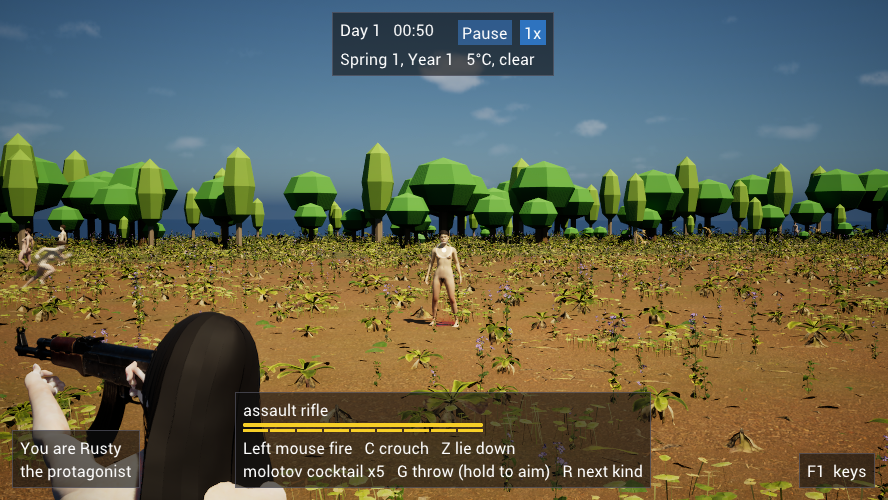 Day 1 00:50 Pause 1x
Spring 1, Year 1 5°C, clear
assault rifle
Left mouse fire C crouch Z lie down
molotov cocktail x5 G throw (hold to aim) R next kind
You are Rusty
the protagonist
F1 keys